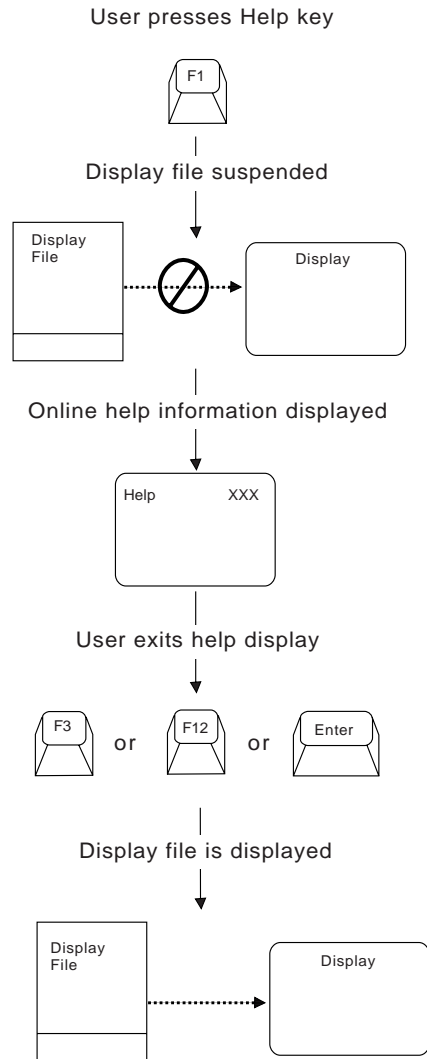 User presses Help key
F1
Display file suspended
Display
File
Display
Online help information displayed
Help XXX
User exits help display
F3 or F12 or Enter
Display file is displayed
Display
File
Display